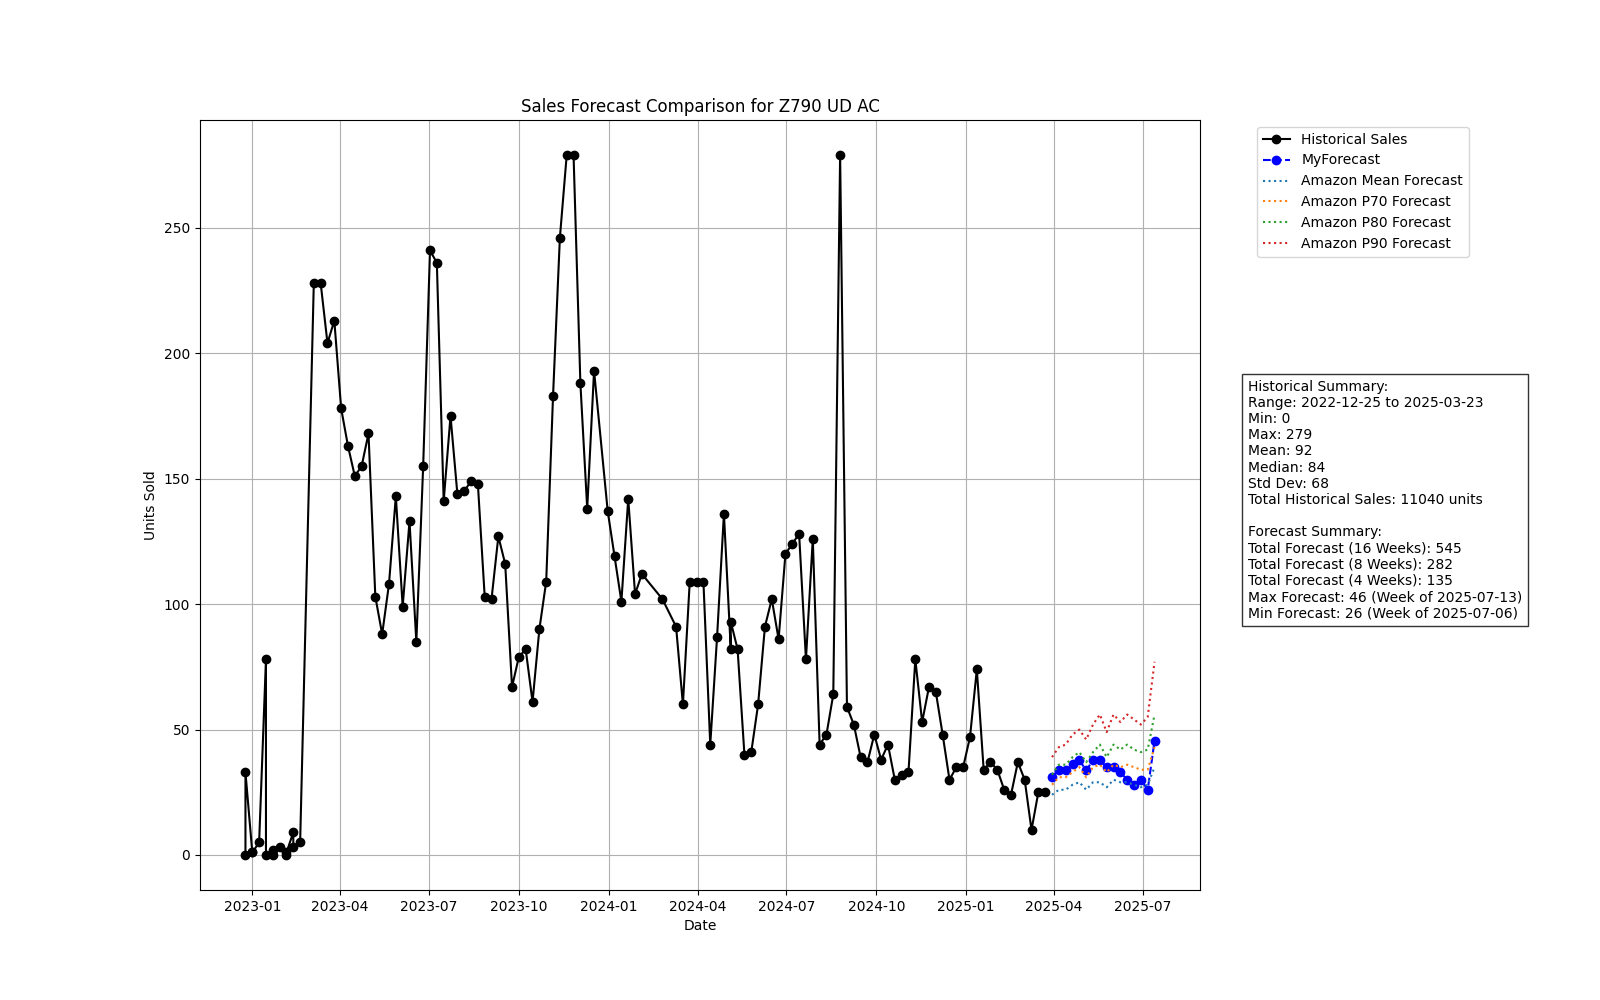 Sales Forecast Comparison for Z790 UD AC
Historical Sales
MyForecast
Amazon Mean Forecast
Amazon P70 Forecast
Amazon P80 Forecast
Amazon P90 Forecast
Units Sold
250
200
150
100
50
0
2023-01
2023-04
2023-07
2023-10
2024-01
2024-04
2024-07
2024-10
2025-01
2025-04
2025-07
Date
Historical Summary:
Range: 2022-12-25 to 2025-03-23
Min: 0
Max: 279
Mean: 92
Median: 84
Std Dev: 68
Total Historical Sales: 11040 units
Forecast Summary:
Total Forecast (16 Weeks): 545
Total Forecast (8 Weeks): 282
Total Forecast (4 Weeks): 135
Max Forecast: 46 (Week of 2025-07-13)
Min Forecast: 26 (Week of 2025-07-06)